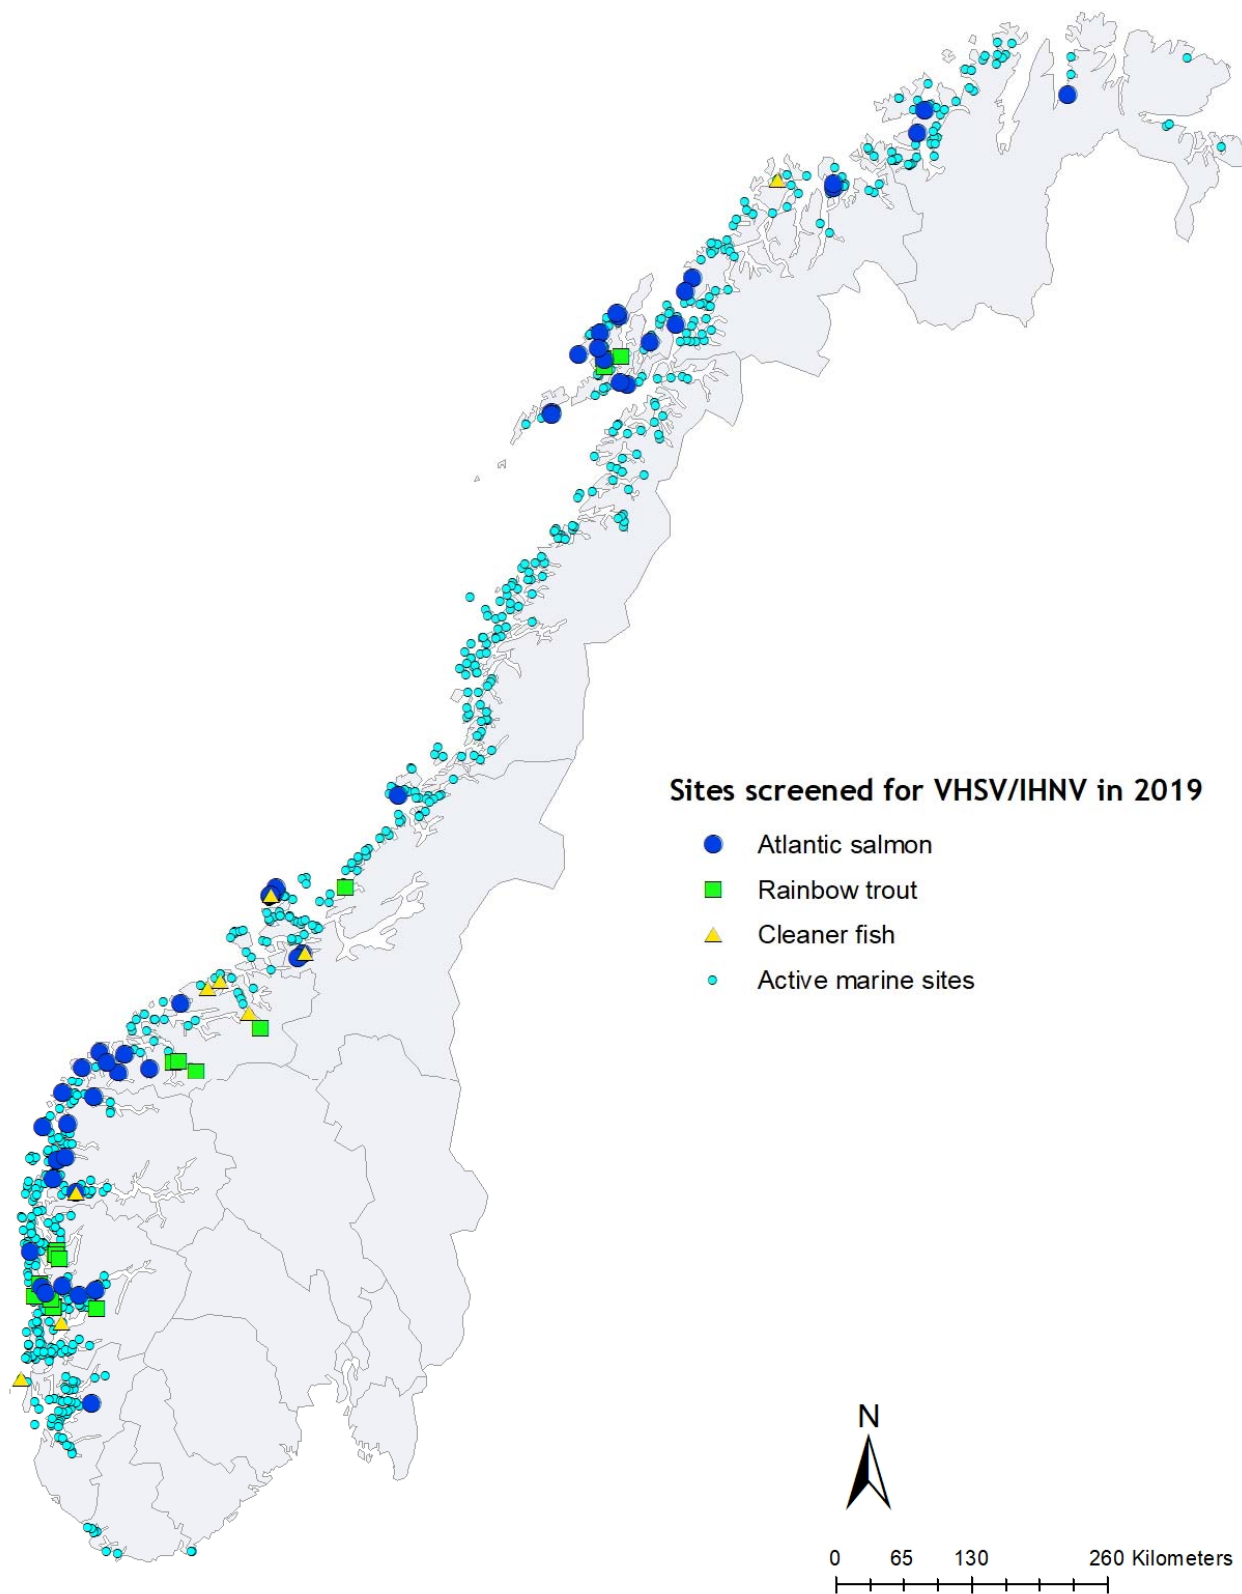 Sites screened for VHSV/IHNV in 2019
Atlantic salmon
Rainbow trout
Cleaner fish
Active marine sites
N
0 65 130 260 Kilometers